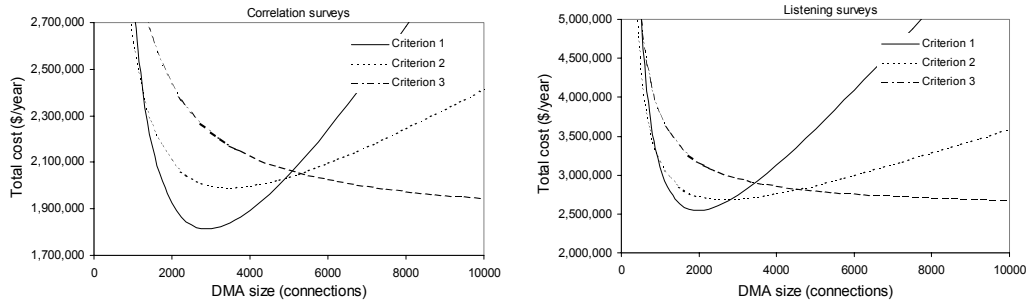 Correlation surveys
2,700,000
2,500,000
2,300,000
2,100,000
1,900,000
1,700,000
Total cost ($/year)
Criterion 1
Criterion 2
Criterion 3
0
2000
4000
6000
8000
10000
DMA size (connections)
Listening surveys
5,000,000
4,500,000
4,000,000
3,500,000
3,000,000
2,500,000
2,000,000
Total cost ($/year)
Criterion 1
Criterion 2
Criterion 3
0
2000
4000
6000
8000
10000
DMA size (connections)